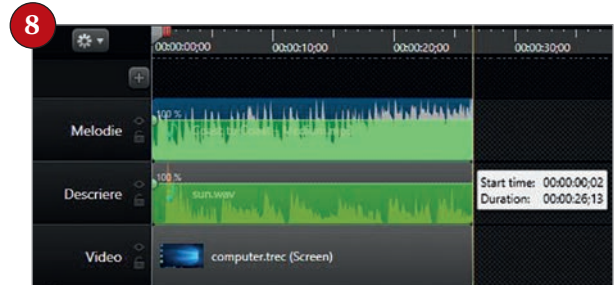 8
00:00:00;00 00:00:10;00 00:00:20;00 00:00:30;00
Melodie
100 %
Descriere
100 %
sun.wav
Start time: 00:00:00;02
Duration: 00:00:26;13
Video
computer.trec (Screen)